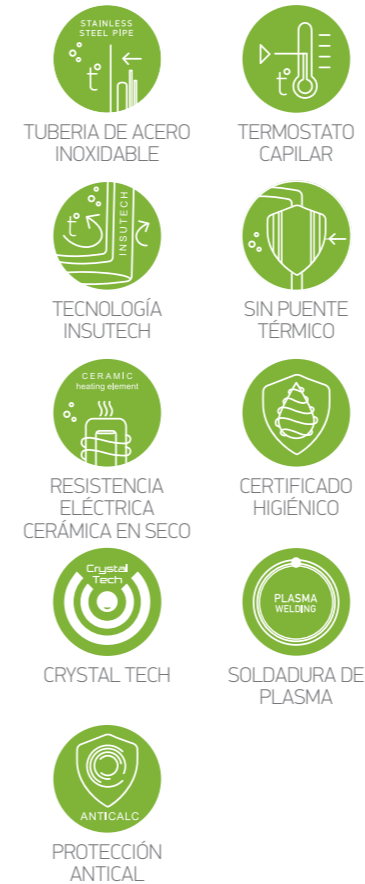 STAINLESS
STEEL PIPE
t°
TUBERIA DE ACERO
INOXIDABLE
t°
TERMOSTATO
CAPILAR
t°
INSUTECH
TECNOLOGÍA
INSUTECH
SIN PUENTE
TÉRMICO
CERAMIC
heating element
RESISTENCIA
ELÉCTRICA
CERÁMICA EN SECO
CERTIFICADO
HIGIÉNICO
Crystal
Tech
CRYSTAL TECH
PLASMA
WELDING
SOLDADURA DE
PLASMA
ANTICALC
PROTECCIÓN
ANTICAL